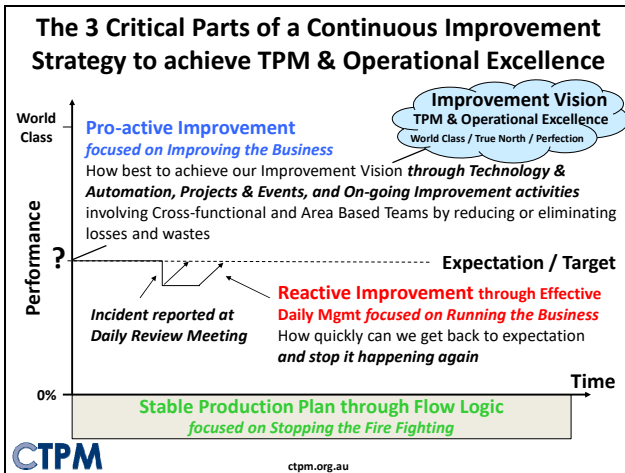 The 3 Critical Parts of a Continuous Improvement
Strategy to achieve TPM & Operational Excellence
Improvement Vision
TPM & Operational Excellence
World Class / True North / Perfection
World
Class
Pro-active Improvement
focused on Improving the Business
How best to achieve our Improvement Vision through Technology &
Automation, Projects & Events, and On-going Improvement activities
involving Cross-functional and Area Based Teams by reducing or eliminating
losses and wastes
Performance
?
Expectation / Target
Incident reported at
Daily Review Meeting
Reactive Improvement through Effective
Daily Mgmt focused on Running the Business
How quickly can we get back to expectation
and stop it happening again
0%
Time
Stable Production Plan through Flow Logic
focused on Stopping the Fire Fighting
CTPM
ctpm.org.au